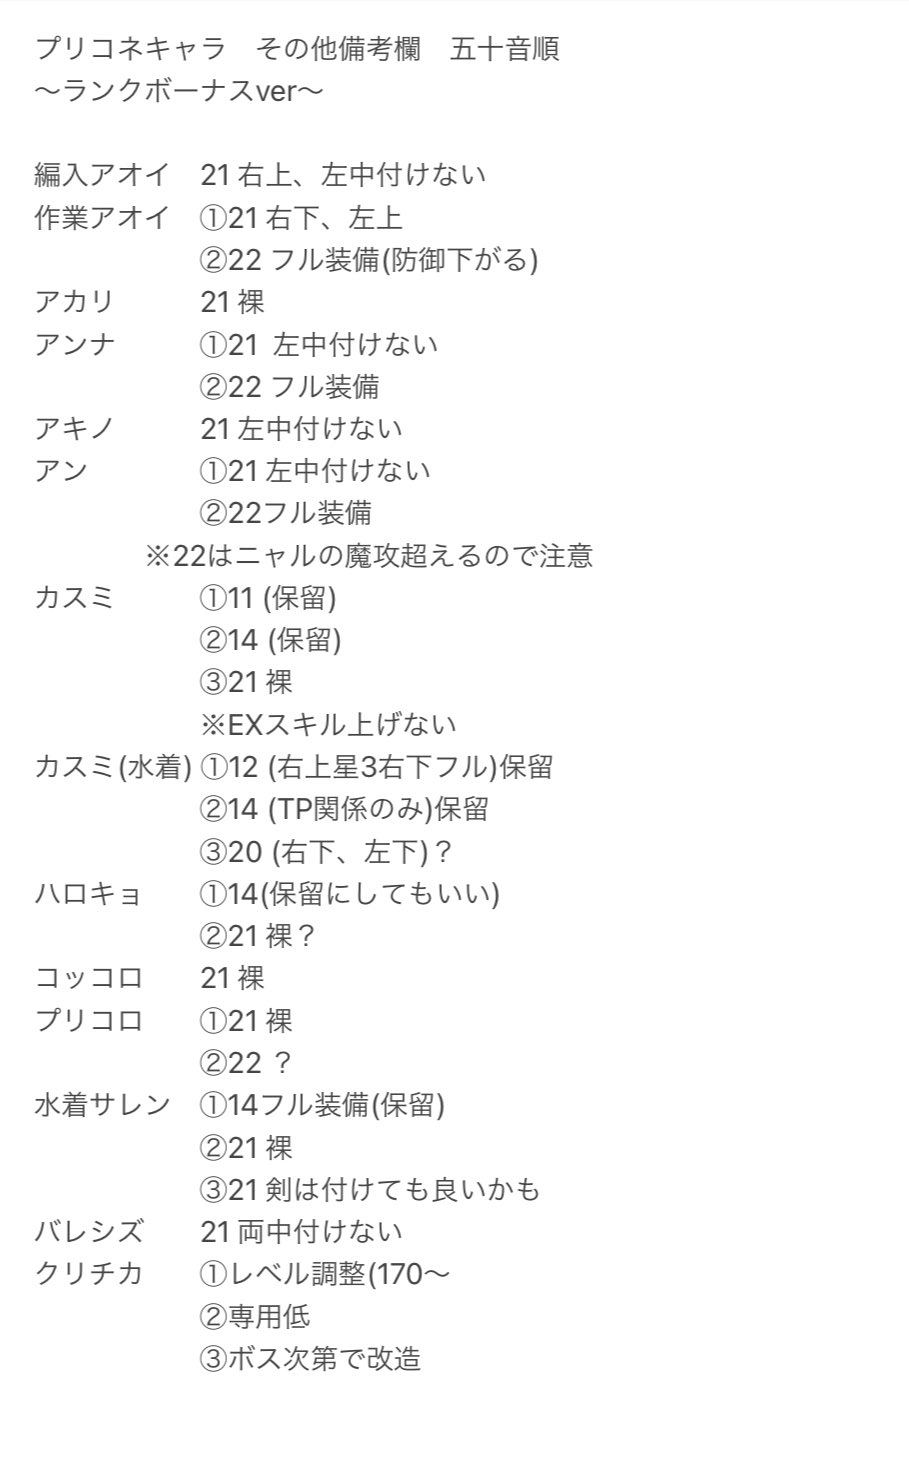 プリコネキャラ　その他備考欄　五十音順
〜ランクボーナスver〜
編入アオイ　21 右上、左中付けない
作業アオイ　①21 右下、左上
②22 フル装備(防御下がる)
アカリ　　　21 裸
アンナ　　　①21 左中付けない
②22 フル装備
アキノ　　　21 左中付けない
アン　　　　①21 左中付けない
②22フル装備
※22はニャルの魔攻超えるので注意
カスミ　　　①11 (保留)
②14 (保留)
③21 裸
※EXスキル上げない
カスミ(水着) ①12 (右上星3右下フル)保留
②14 (TP関係のみ)保留
③20 (右下、左下)？
ハロキョ　　①14(保留にしてもいい)
②21 裸？
コッコロ　　21 裸
プリコロ　　①21 裸
②22 ？
水着サレン　①14フル装備(保留)
②21 裸
③21 剣は付けても良いかも
バレシズ　　21 両中付けない
クリチカ　　①レベル調整(170〜
②専用低
③ボス次第で改造